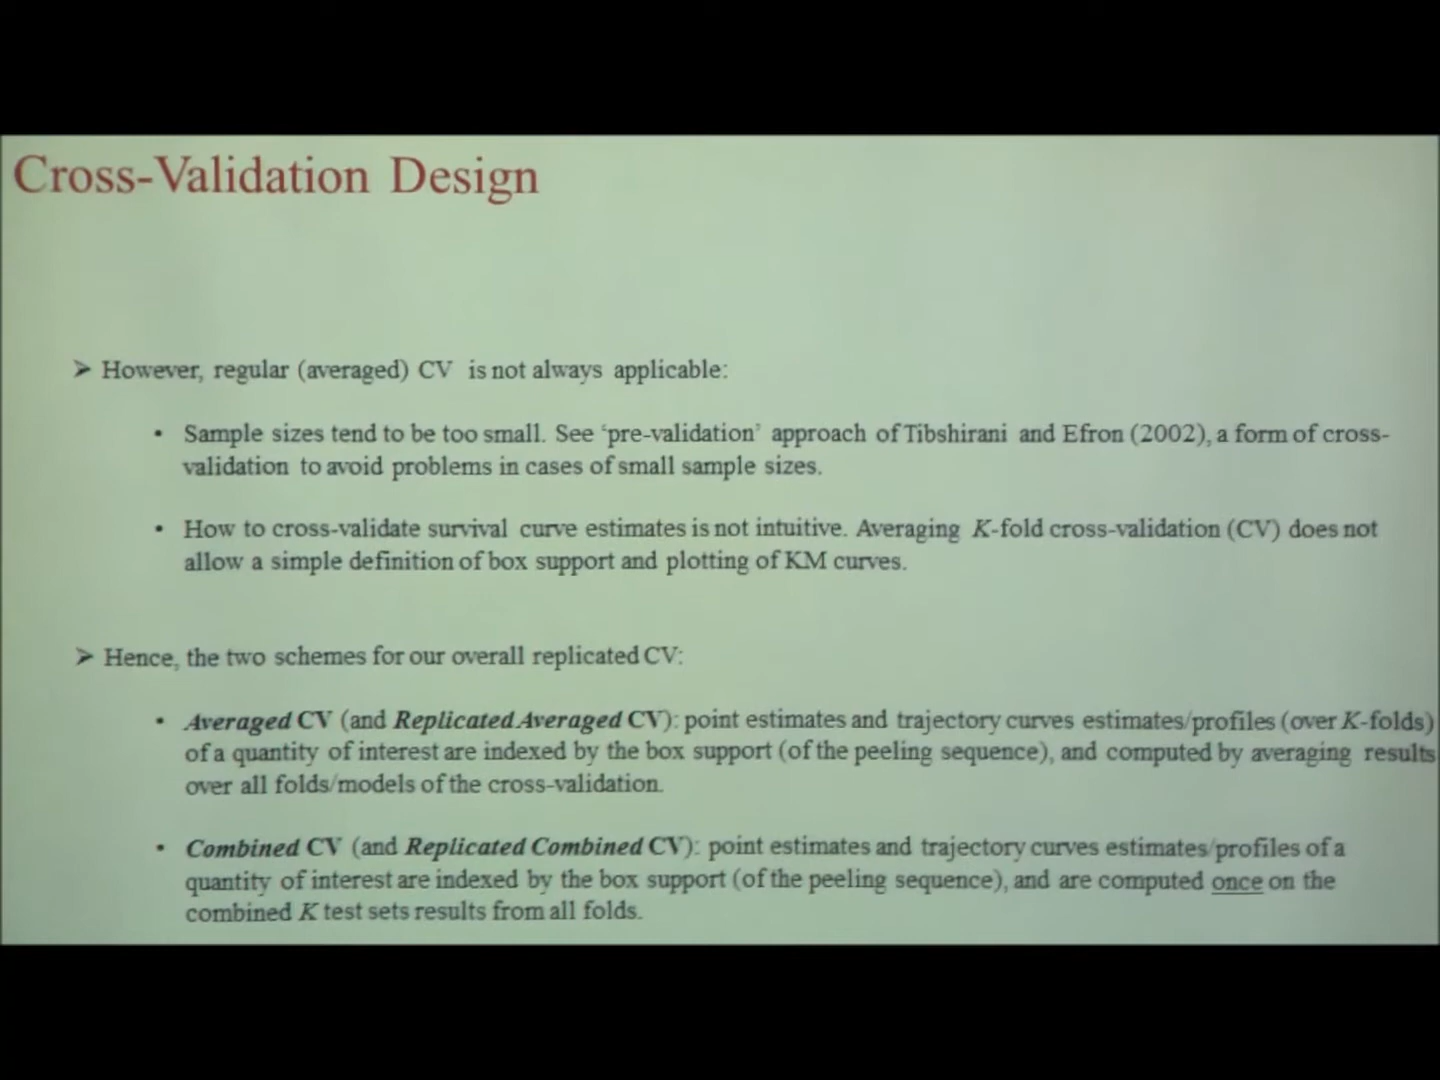 Cross-Validation Design
➤ However, regular (averaged) CV is not always applicable:
• Sample sizes tend to be too small. See ‘pre-validation’ approach of Tibshirani and Efron (2002), a form of cross-
validation to avoid problems in cases of small sample sizes.
• How to cross-validate survival curve estimates is not intuitive. Averaging K-fold cross-validation (CV) does not
allow a simple definition of box support and plotting of KM curves.
➤ Hence, the two schemes for our overall replicated CV:
• Averaged CV (and Replicated Averaged CV): point estimates and trajectory curves estimates/profiles (over K-folds)
of a quantity of interest are indexed by the box support (of the peeling sequence), and computed by averaging results
over all folds/models of the cross-validation.
• Combined CV (and Replicated Combined CV): point estimates and trajectory curves estimates/profiles of a
quantity of interest are indexed by the box support (of the peeling sequence), and are computed once on the
combined K test sets results from all folds.